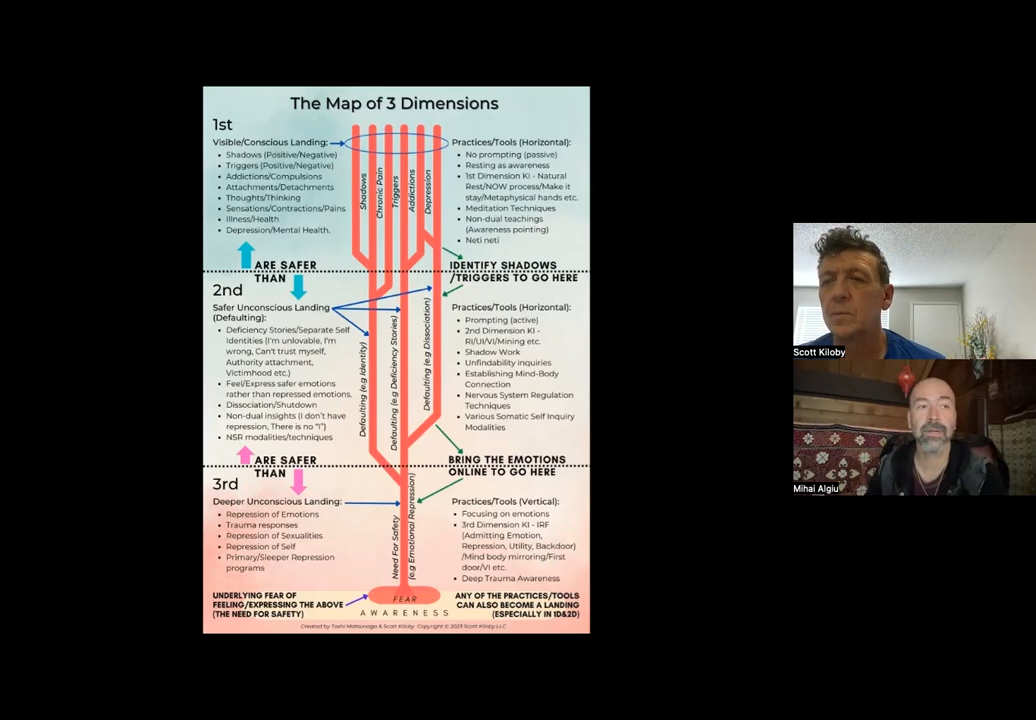 The Map of 3 Dimensions
1st
Visible/Conscious Landing:
Shadows (Positive/Negative)
Triggers (Positive/Negative)
Addictions/Compulsions
Attachments/Detachments
Thoughts/Thinking
Sensations/Contractions/Pains
Illness/Health
Depression/Mental Health.
Shadows
Chronic Pain
Triggers
Addictions
Depression
Practices/Tools (Horizontal):
No prompting (passive)
Resting as awareness
1st Dimension KI - Natural
Rest/NOW process/Make it
stay/Metaphysical hands etc.
Meditation Techniques
Non-dual teachings
(Awareness pointing)
Neti neti
ARE SAFER
THAN
IDENTIFY SHADOWS
/TRIGGERS TO GO HERE
2nd
Safer Unconscious Landing
(Defaulting):
Deficiency Stories/Separate Self
Identities (I'm unlovable, I'm
wrong, Can't trust myself,
Authority attachment,
Victimhood etc.)
Feel/Express safer emotions
rather than repressed emotions.
Dissociation/Shutdown
Non-dual insights (I don't have
repression, There is no "I")
NSR modalities/techniques
Defaulting (e.g Identity)
Defaulting (e.g Deficiency Stories)
Defaulting (e.g Dissociation)
Practices/Tools (Horizontal):
Prompting (active)
2nd Dimension KI -
RI/UI/VI/Mining etc.
Shadow Work
Unfindability inquiries
Establishing Mind-Body
Connection
Nervous System Regulation
Techniques
Various Somatic Self Inquiry
Modalities
ARE SAFER
THAN
BRING THE EMOTIONS
ONLINE TO GO HERE
3rd
Deeper Unconscious Landing:
Repression of Emotions
Trauma responses
Repression of Sexualities
Repression of Self
Primary/Sleeper Repression
programs
Need For Safety
(e.g Emotional Repression)
Practices/Tools (Vertical):
Focusing on emotions
3rd Dimension KI - IRF
(Admitting Emotion,
Repression, Utility, Backdoor)
/Mind body mirroring/First
door/VI etc.
Deep Trauma Awareness
UNDERLYING FEAR OF
FEELING/EXPRESSING THE ABOVE
(THE NEED FOR SAFETY)
FEAR
AWARENESS
ANY OF THE PRACTICES/TOOLS
CAN ALSO BECOME A LANDING
(ESPECIALLY IN 1D&2D)
Created by Toshi Matsunaga & Scott Kiloby Copyright © 2023 Scott Kiloby LLC
Scott Kiloby
Mihai Algiu